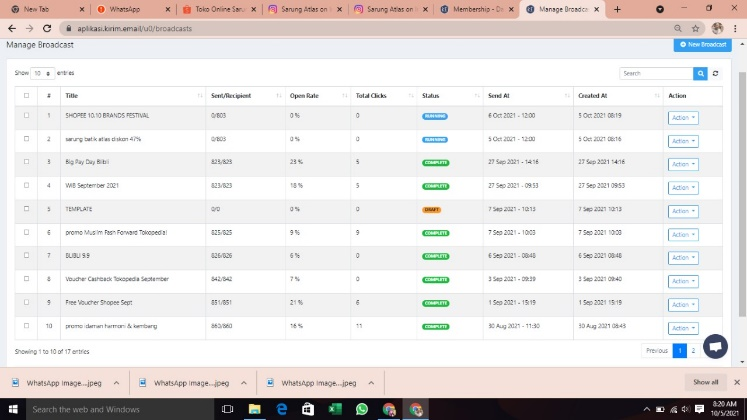 New Tab
WhatsApp
Toko Online Saru
Sarung Atlas on I
Sarung Atlas on I
Membership - D
Manage Broadcas
aplikasi.kirim.email/u0/broadcasts
Manage Broadcast
New Broadcast
Show 10 entries
Search
# Title Sent/Recipient Open Rate Total Clicks Status Send At Created At Action
1 SHOPEE 10.10 BRANDS FESTIVAL 0/803 0 % 0 RUNNING 6 Oct 2021 - 12:00 5 Oct 2021 08:19 Action
2 sarung batik atlas diskon 47% 0/803 0 % 0 RUNNING 5 Oct 2021 - 12:00 5 Oct 2021 08:16 Action
3 Big Pay Day Blibli 823/823 23 % 5 COMPLETE 27 Sep 2021 - 14:16 27 Sep 2021 14:16 Action
4 WIB September 2021 823/823 18 % 5 COMPLETE 27 Sep 2021 - 09:53 27 Sep 2021 09:53 Action
5 TEMPLATE 0/0 0 % 0 DRAFT 7 Sep 2021 - 10:13 7 Sep 2021 10:13 Action
6 promo Muslim Fash Forward Tokopedia! 825/825 9 % 9 COMPLETE 7 Sep 2021 - 10:03 7 Sep 2021 10:03 Action
7 BLIBLI 9.9 826/826 6 % 0 COMPLETE 6 Sep 2021 - 08:48 6 Sep 2021 08:48 Action
8 Voucher Cashback Tokopedia September 842/842 7 % 0 COMPLETE 3 Sep 2021 - 09:39 3 Sep 2021 09:40 Action
9 Free Voucher Shopee Sept 851/851 21 % 6 COMPLETE 1 Sep 2021 - 15:19 1 Sep 2021 15:19 Action
10 promo idaman harmoni & kembang 860/860 16 % 11 COMPLETE 30 Aug 2021 - 11:30 30 Aug 2021 08:43 Action
Showing 1 to 10 of 17 entries
Previous 1 2
WhatsApp Image....jpeg
WhatsApp Image....jpeg
WhatsApp Image....jpeg
Show all
Search the web and Windows
8:20 AM
10/5/2021